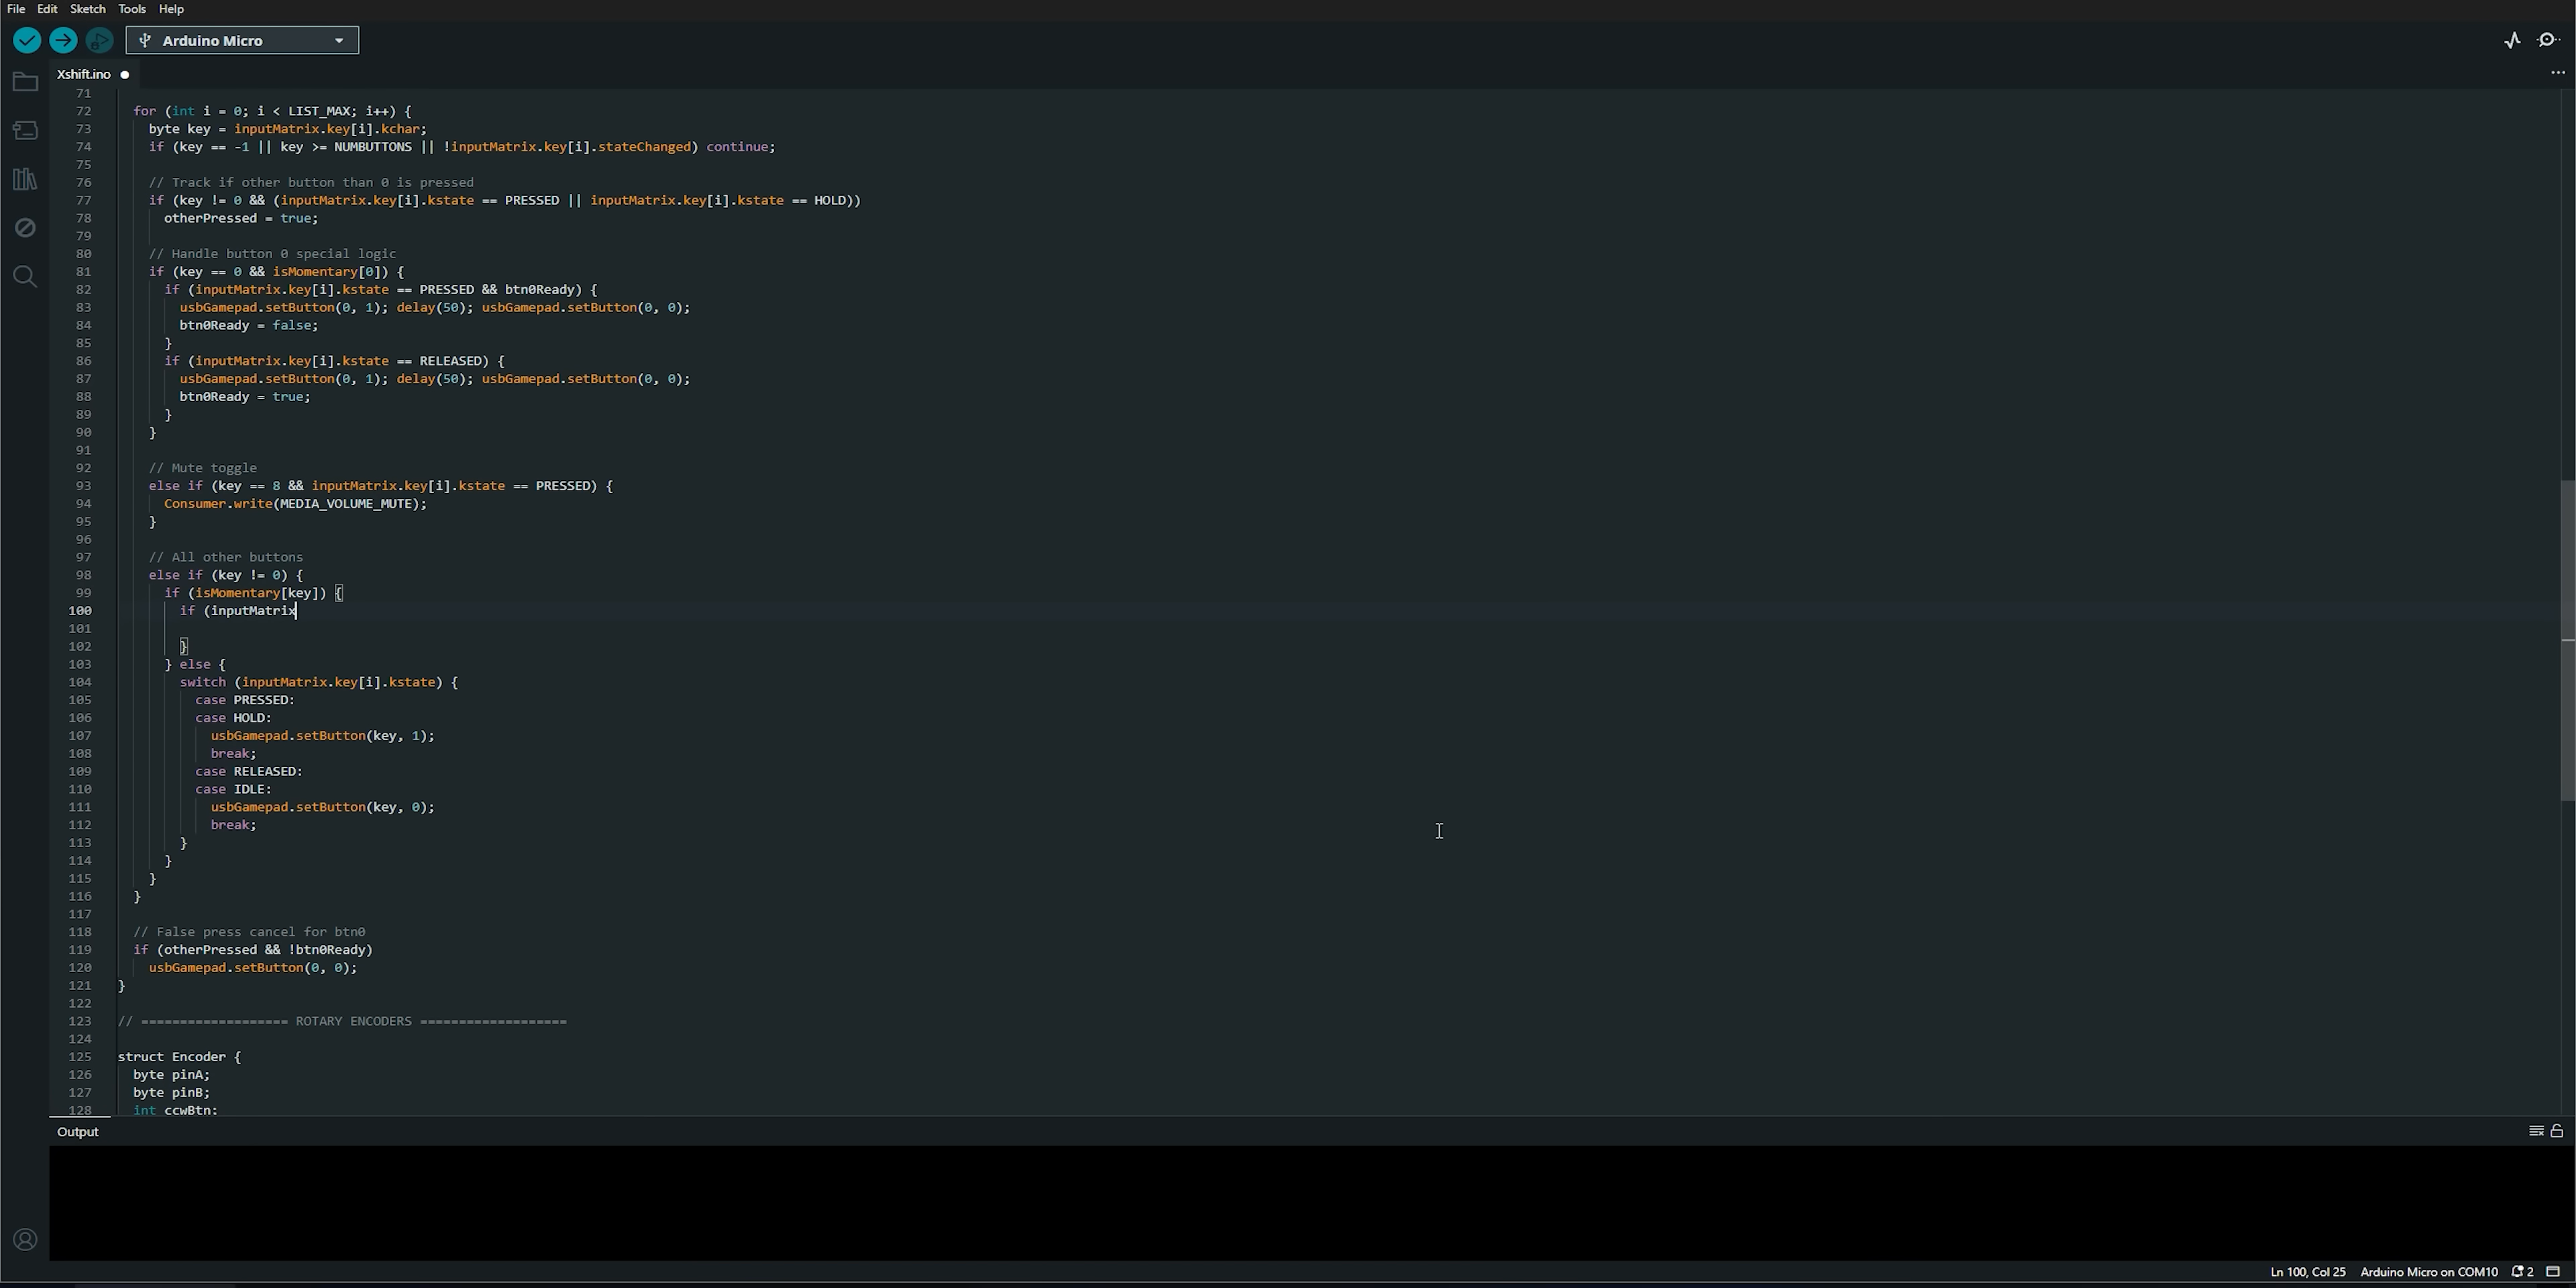 File Edit Sketch Tools Help
Arduino Micro
Xshift.ino
71
72 for (int i = 0; i < LIST_MAX; i++) {
73 byte key = inputMatrix.key[i].kchar;
74 if (key == -1 || key >= NUMBUTTONS || !inputMatrix.key[i].stateChanged) continue;
75
76 // Track if other button than 0 is pressed
77 if (key != 0 && (inputMatrix.key[i].kstate == PRESSED || inputMatrix.key[i].kstate == HOLD))
78 otherPressed = true;
79
80 // Handle button 0 special logic
81 if (key == 0 && isMomentary[0]) {
82 if (inputMatrix.key[i].kstate == PRESSED && btn0Ready) {
83 usbGamepad.setButton(0, 1); delay(50); usbGamepad.setButton(0, 0);
84 btn0Ready = false;
85 }
86 if (inputMatrix.key[i].kstate == RELEASED) {
87 usbGamepad.setButton(0, 1); delay(50); usbGamepad.setButton(0, 0);
88 btn0Ready = true;
89 }
90 }
91
92 // Mute toggle
93 else if (key == 8 && inputMatrix.key[i].kstate == PRESSED) {
94 Consumer.write(MEDIA_VOLUME_MUTE);
95 }
96
97 // All other buttons
98 else if (key != 0) {
99 if (isMomentary[key]) {
100 if (inputMatrix
101
102 }
103 } else {
104 switch (inputMatrix.key[i].kstate) {
105 case PRESSED:
106 case HOLD:
107 usbGamepad.setButton(key, 1);
108 break;
109 case RELEASED:
110 case IDLE:
111 usbGamepad.setButton(key, 0);
112 break;
113 }
114 }
115 }
116 }
117
118 // False press cancel for btn0
119 if (otherPressed && !btn0Ready)
120 usbGamepad.setButton(0, 0);
121 }
122
123 // =================== ROTARY ENCODERS ===================
124
125 struct Encoder {
126 byte pinA;
127 byte pinB;
128 int ccwBtn;
Output
Ln 100, Col 25 Arduino Micro on COM10 2